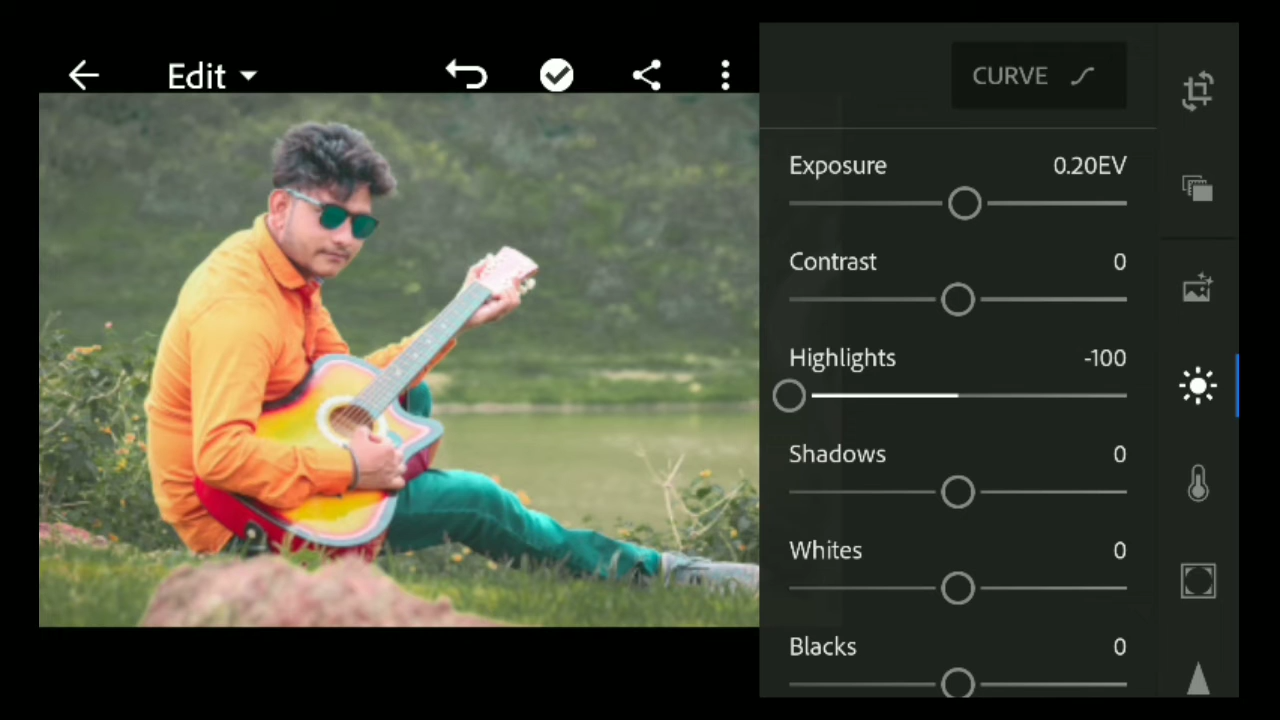 Edit
CURVE
Exposure 0.20EV
Contrast 0
Highlights -100
Shadows 0
Whites 0
Blacks 0